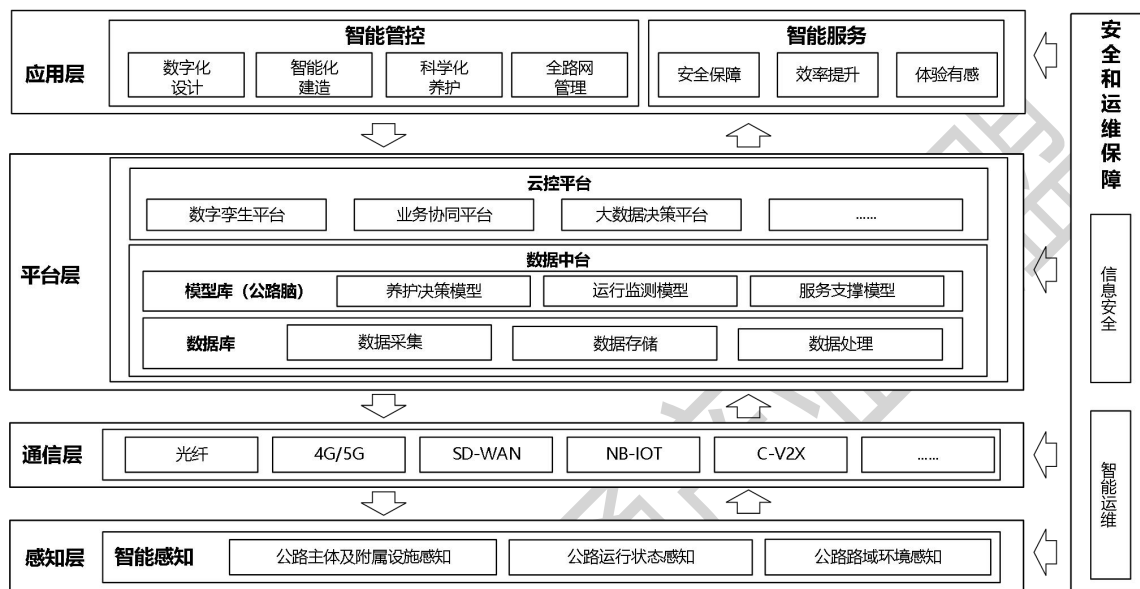 智能管控
智能服务
应用层
数字化
设计
智能化
建造
科学化
养护
全路网
管理
安全保障
效率提升
体验有感
云控平台
数字孪生平台
业务协同平台
大数据决策平台
......
平台层
数据中台
模型库（公路脑）
养护决策模型
运行监测模型
服务支撑模型
数据库
数据采集
数据存储
数据处理
通信层
光纤
4G/5G
SD-WAN
NB-IOT
C-V2X
......
感知层
智能感知
公路主体及附属设施感知
公路运行状态感知
公路路域环境感知
安全和运维保障
信息安全
智能运维